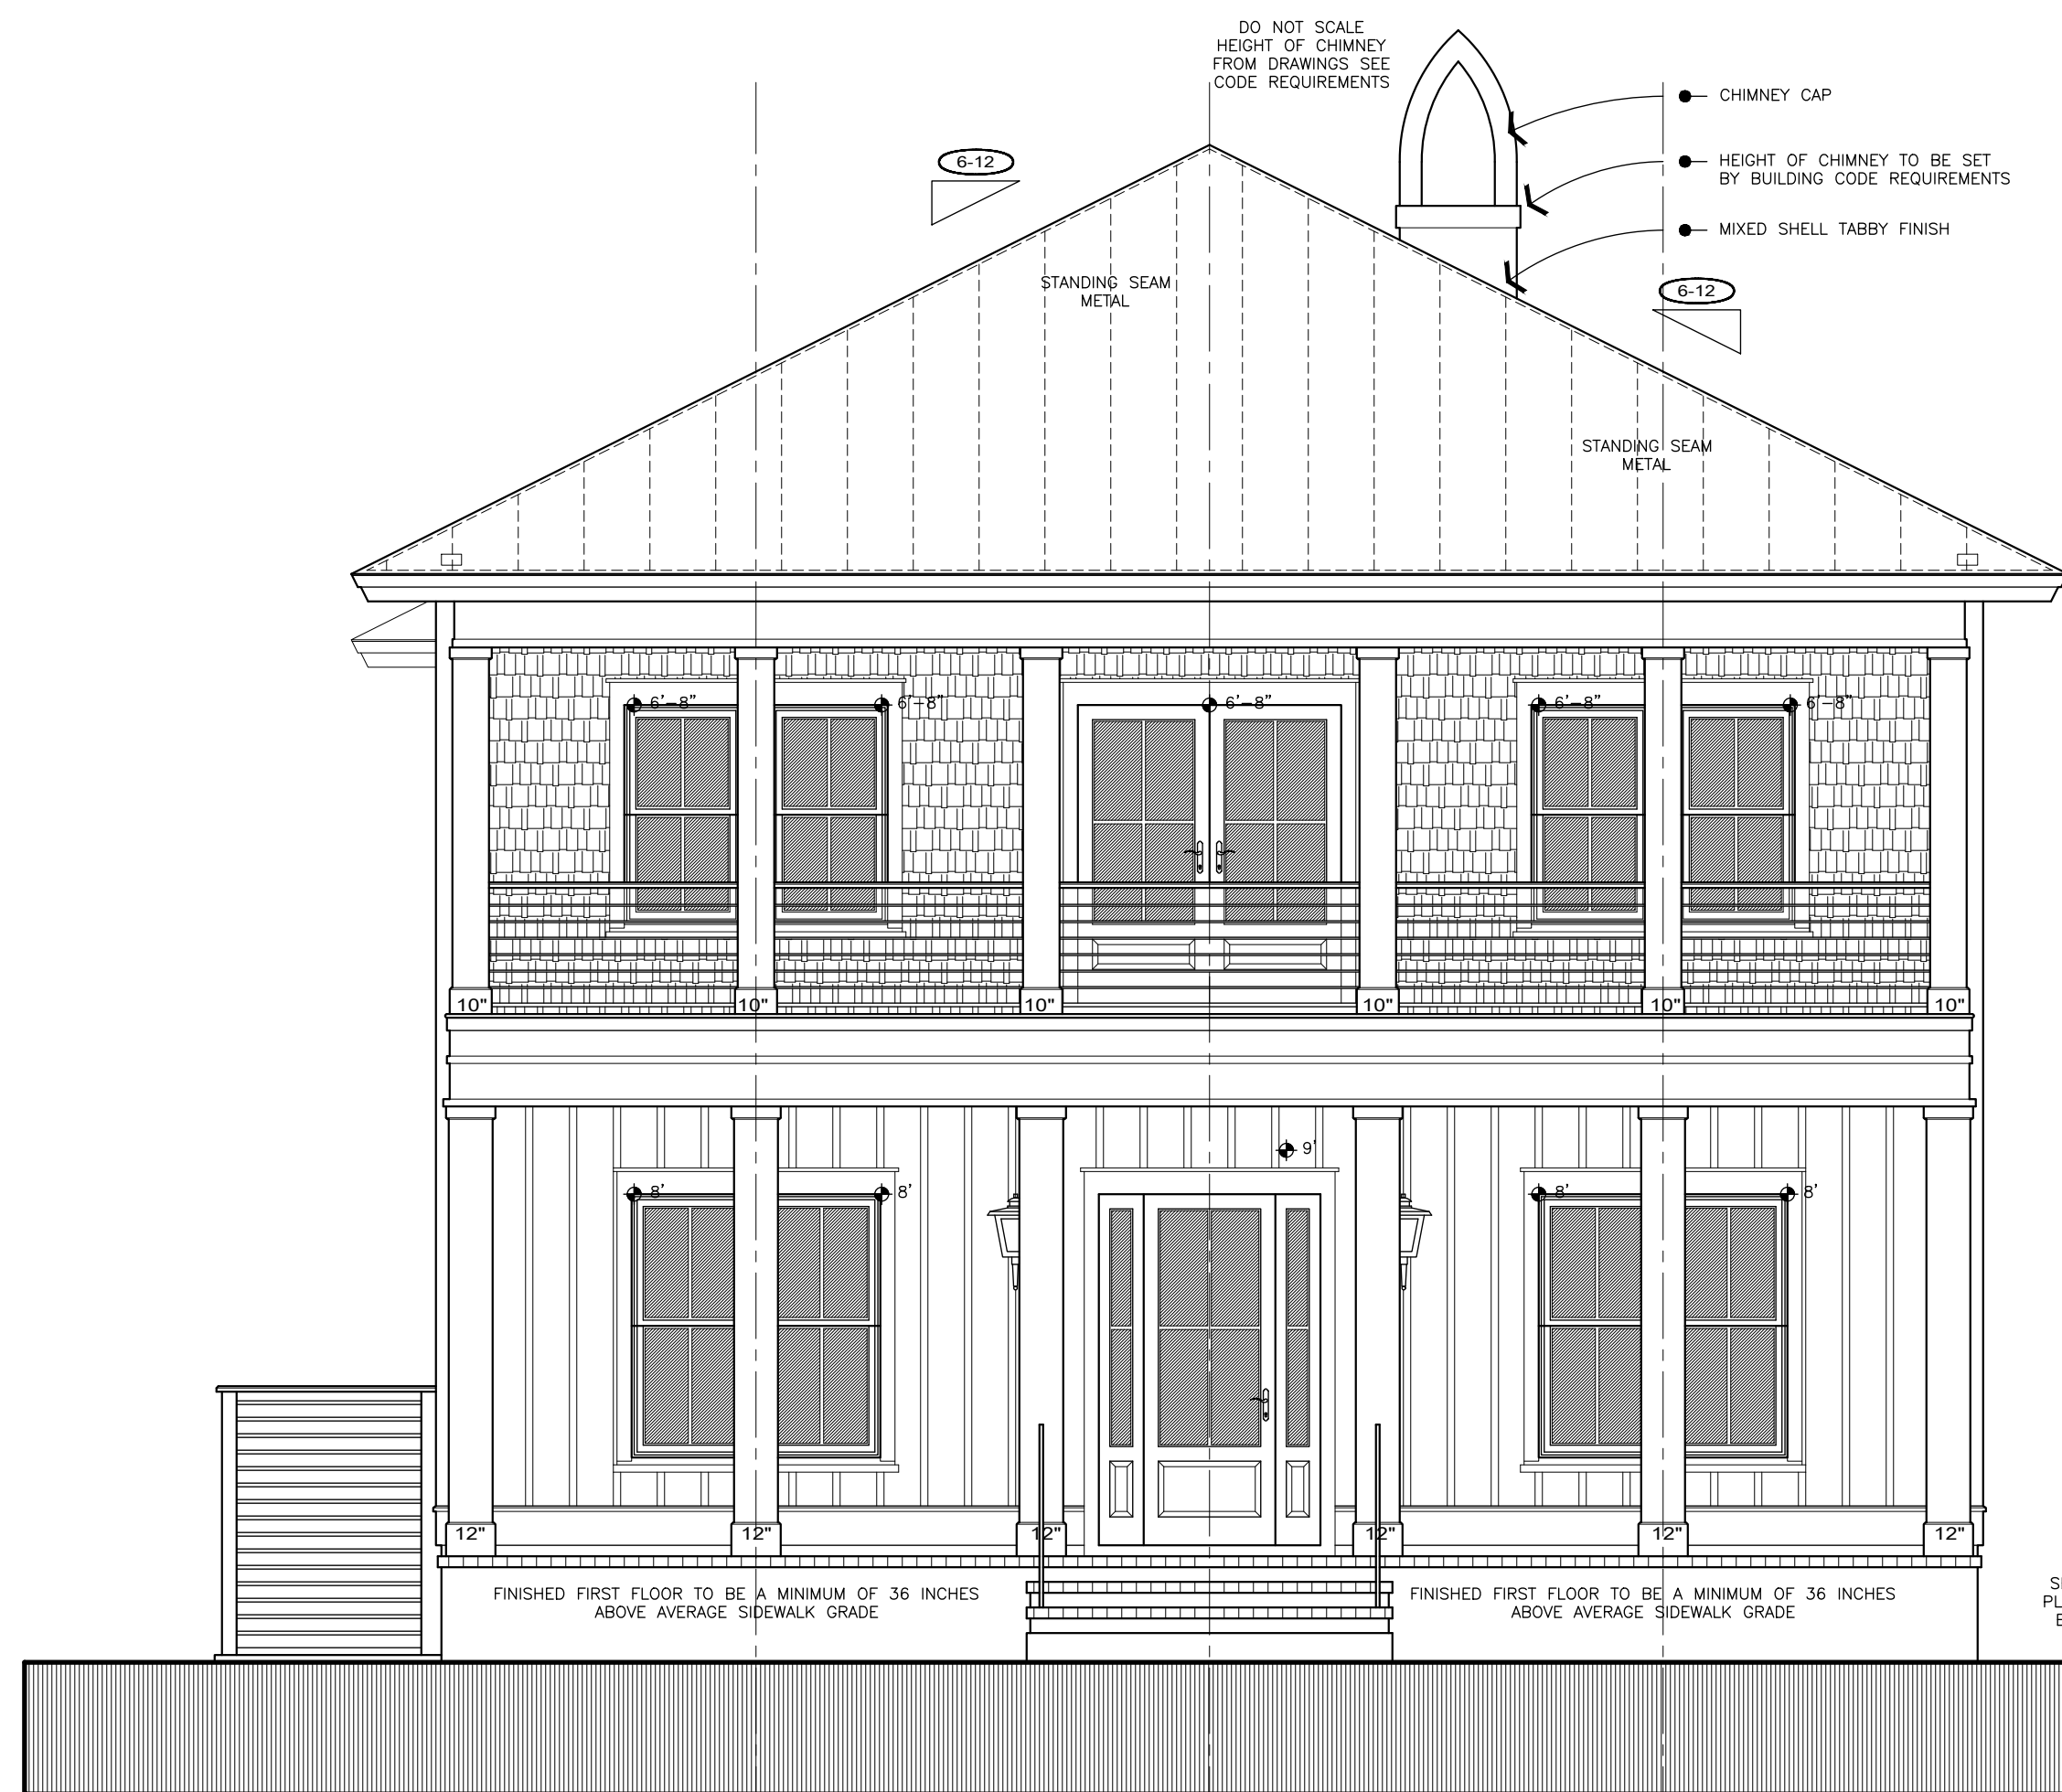 DO NOT SCALE
HEIGHT OF CHIMNEY
FROM DRAWINGS SEE
CODE REQUIREMENTS
CHIMNEY CAP
6-12
HEIGHT OF CHIMNEY TO BE SET
BY BUILDING CODE REQUIREMENTS
MIXED SHELL TABBY FINISH
STANDING SEAM
METAL
6-12
STANDING SEAM
METAL
6'-8" 6'-8" 6'-8" 6'-8" 6'-8"
10" 10" 10" 10" 10" 10"
9'
8' 8' 8' 8'
12" 12" 12" 12" 12" 12"
FINISHED FIRST FLOOR TO BE A MINIMUM OF 36 INCHES
ABOVE AVERAGE SIDEWALK GRADE
FINISHED FIRST FLOOR TO BE A MINIMUM OF 36 INCHES
ABOVE AVERAGE SIDEWALK GRADE